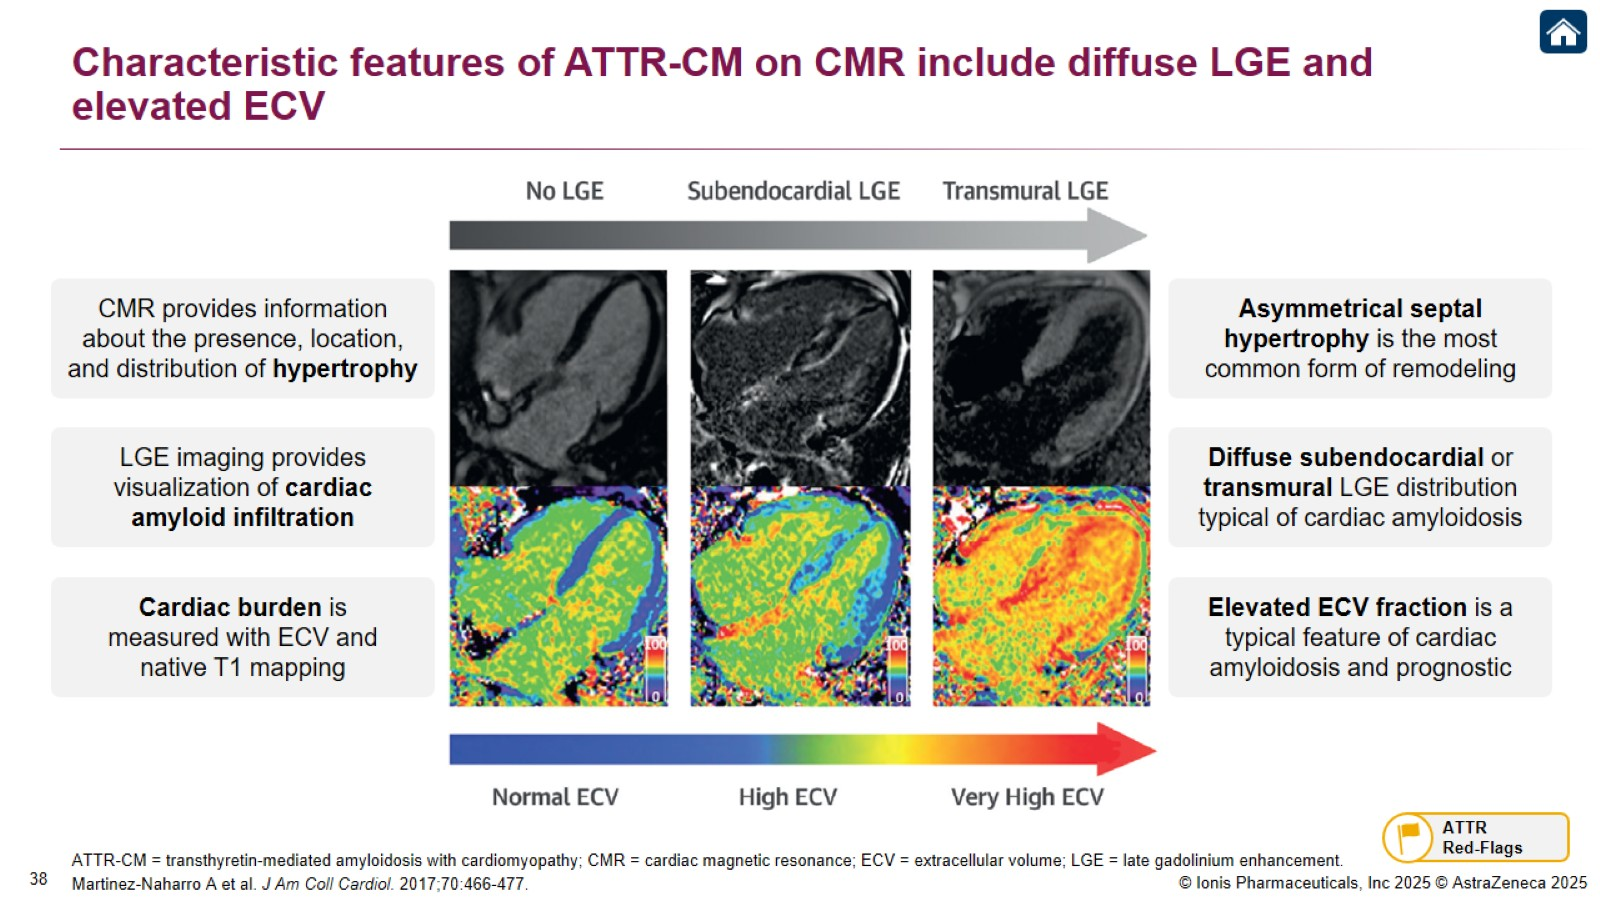 Characteristic features of ATTR-CM on CMR include diffuse LGE and
elevated ECV
No LGE
Subendocardial LGE
Transmural LGE
CMR provides information
about the presence, location,
and distribution of hypertrophy
LGE imaging provides
visualization of cardiac
amyloid infiltration
Cardiac burden is
measured with ECV and
native T1 mapping
100
0
100
0
100
0
Asymmetrical septal
hypertrophy is the most
common form of remodeling
Diffuse subendocardial or
transmural LGE distribution
typical of cardiac amyloidosis
Elevated ECV fraction is a
typical feature of cardiac
amyloidosis and prognostic
Normal ECV
High ECV
Very High ECV
ATTR
Red-Flags
ATTR-CM = transthyretin-mediated amyloidosis with cardiomyopathy; CMR = cardiac magnetic resonance; ECV = extracellular volume; LGE = late gadolinium enhancement.
38
Martinez-Naharro A et al. J Am Coll Cardiol. 2017;70:466-477.
© Ionis Pharmaceuticals, Inc 2025 © AstraZeneca 2025